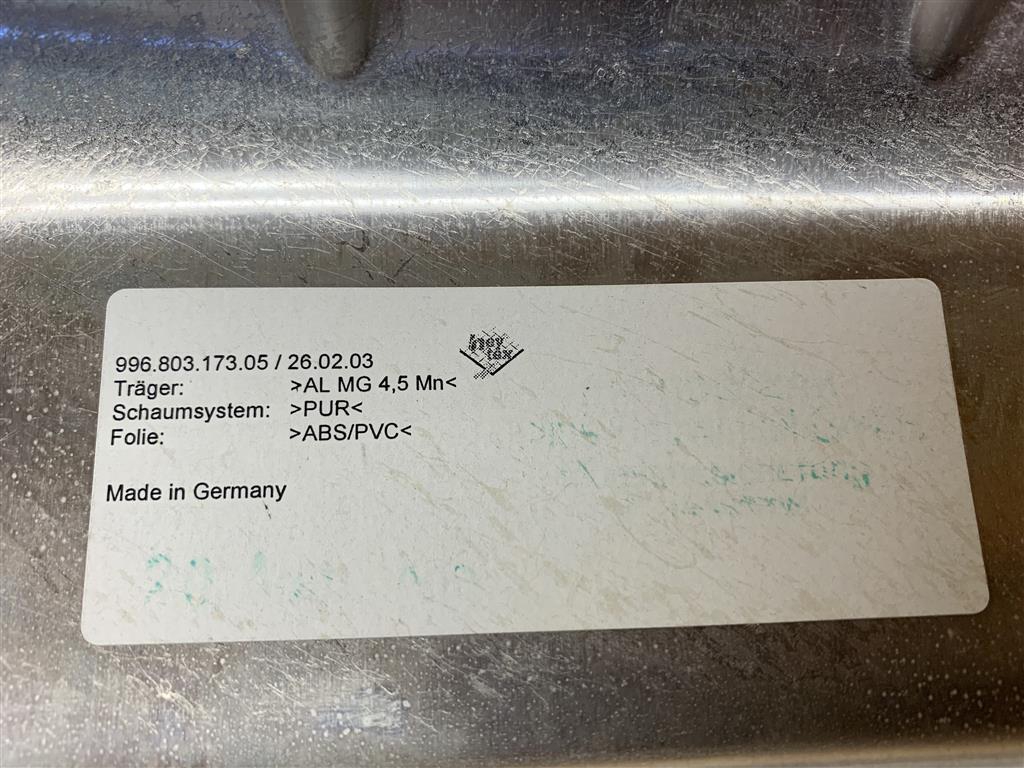 996.803.173.05 / 26.02.03
Träger: >AL MG 4,5 Mn<
Schaumsystem: >PUR<
Folie: >ABS/PVC<
Made in Germany